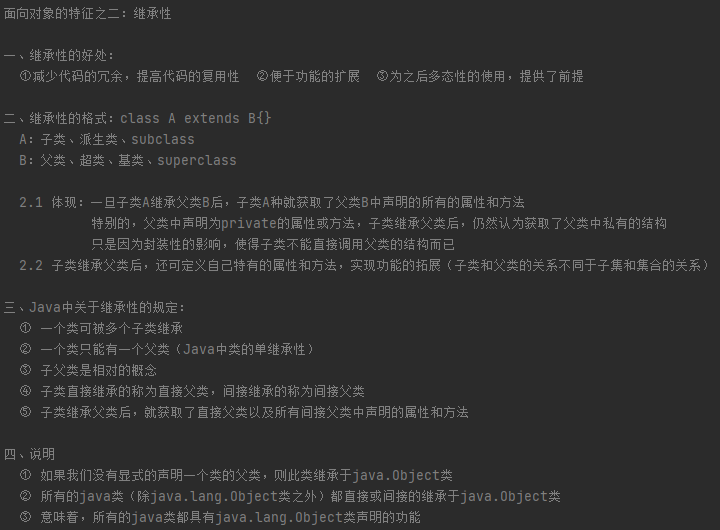 面向对象的特征之二：继承性
一、继承性的好处：
①减少代码的冗余，提高代码的复用性 ②便于功能的扩展 ③为之后多态性的使用，提供了前提
二、继承性的格式：class A extends B{}
A：子类、派生类、subclass
B：父类、超类、基类、superclass
2.1 体现：一旦子类A继承父类B后，子类A种就获取了父类B中声明的所有的属性和方法
特别的，父类中声明为private的属性或方法，子类继承父类后，仍然认为获取了父类中私有的结构
只是因为封装性的影响，使得子类不能直接调用父类的结构而已
2.2 子类继承父类后，还可定义自己特有的属性和方法，实现功能的拓展（子类和父类的关系不同于子集和集合的关系）
三、Java中关于继承性的规定：
① 一个类可被多个子类继承
② 一个类只能有一个父类（Java中类的单继承性）
③ 子父类是相对的概念
④ 子类直接继承的称为直接父类，间接继承的称为间接父类
⑤ 子类继承父类后，就获取了直接父类以及所有间接父类中声明的属性和方法
四、说明
① 如果我们没有显式的声明一个类的父类，则此类继承于java.Object类
② 所有的java类（除java.lang.Object类之外）都直接或间接的继承于java.Object类
③ 意味着，所有的java类都具有java.lang.Object类声明的功能